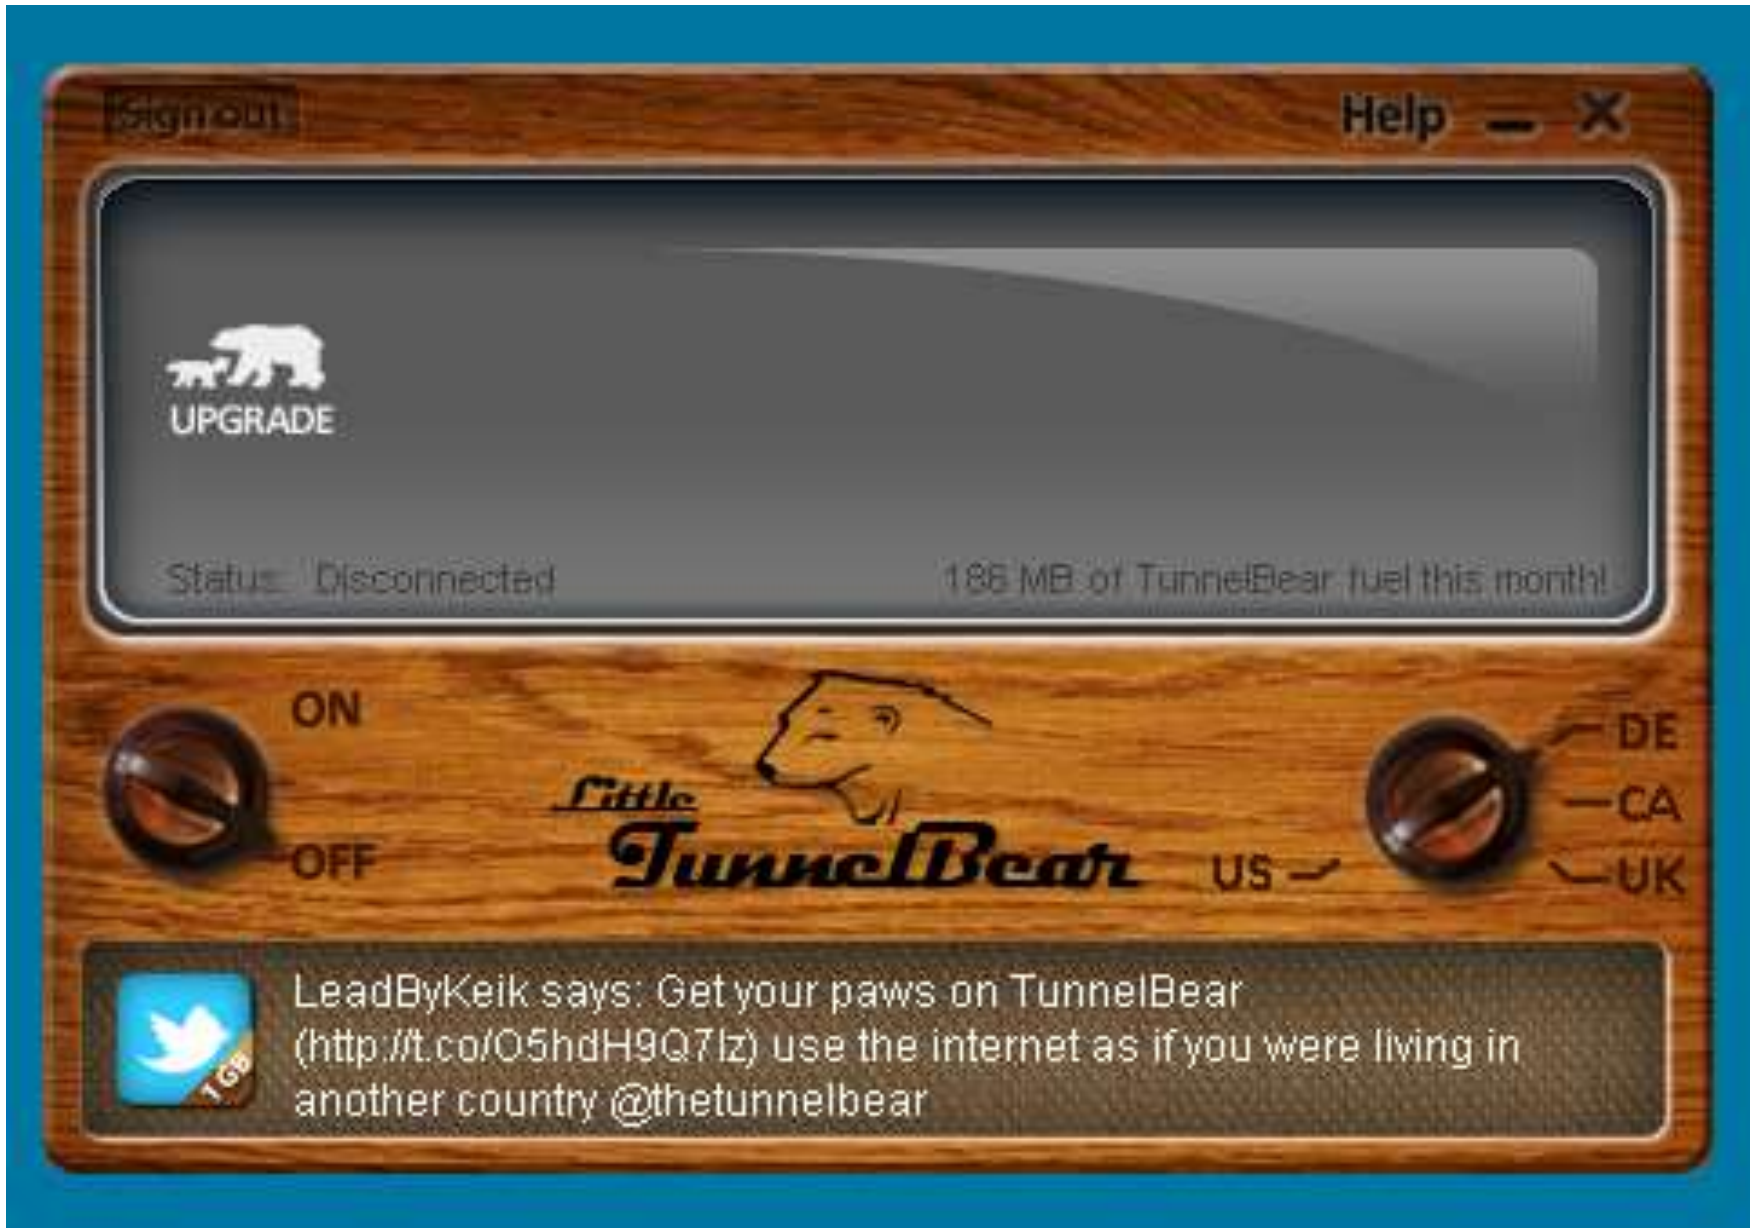 Sign out
Help
UPGRADE
Status: Disconnected
186 MB of TunnelBear fuel this month!
ON
OFF
Little
TunnelBear
DE
CA
US
UK
LeadByKeik says: Get your paws on TunnelBear
(http://t.co/O5hdH9Q7lz) use the internet as if you were living in
another country @thetunnelbear
1 GB